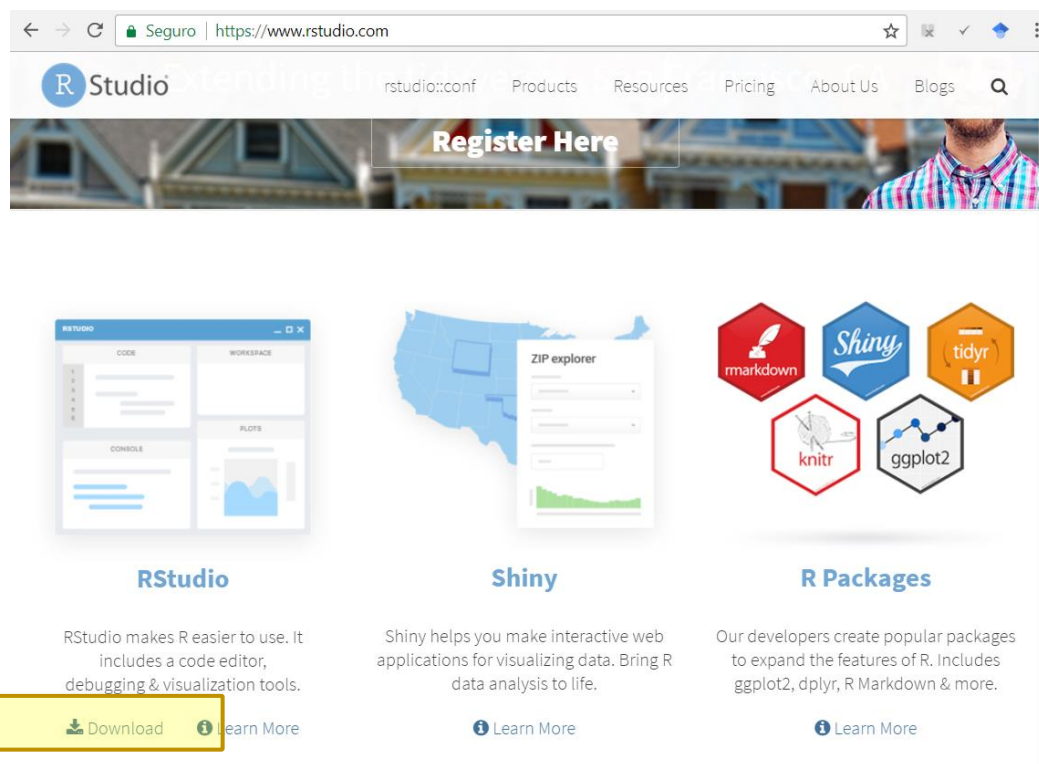 Seguro | https://www.rstudio.com
R Studio
rstudio::conf Products Resources Pricing About Us Blogs
Register Here
RSTUDIO
CODE
WORKSPACE
CONSOLE
PLOTS
ZIP explorer
rmarkdown
Shiny
tidyr
knitr
ggplot2
RStudio
RStudio makes R easier to use. It
includes a code editor,
debugging & visualization tools.
Download Learn More
Shiny
Shiny helps you make interactive web
applications for visualizing data. Bring R
data analysis to life.
Learn More
R Packages
Our developers create popular packages
to expand the features of R. Includes
ggplot2, dplyr, R Markdown & more.
Learn More